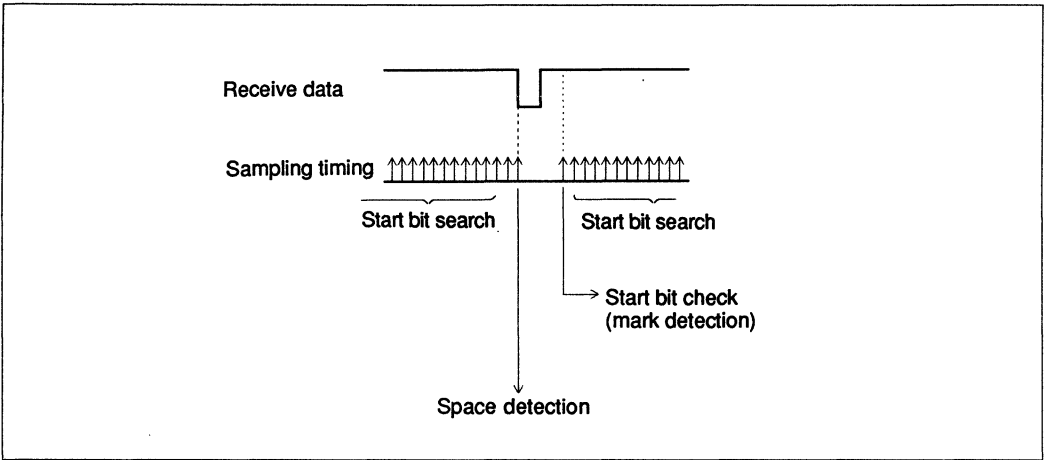 Receive data
Sampling timing
Start bit search
Start bit search
Start bit check
(mark detection)
Space detection